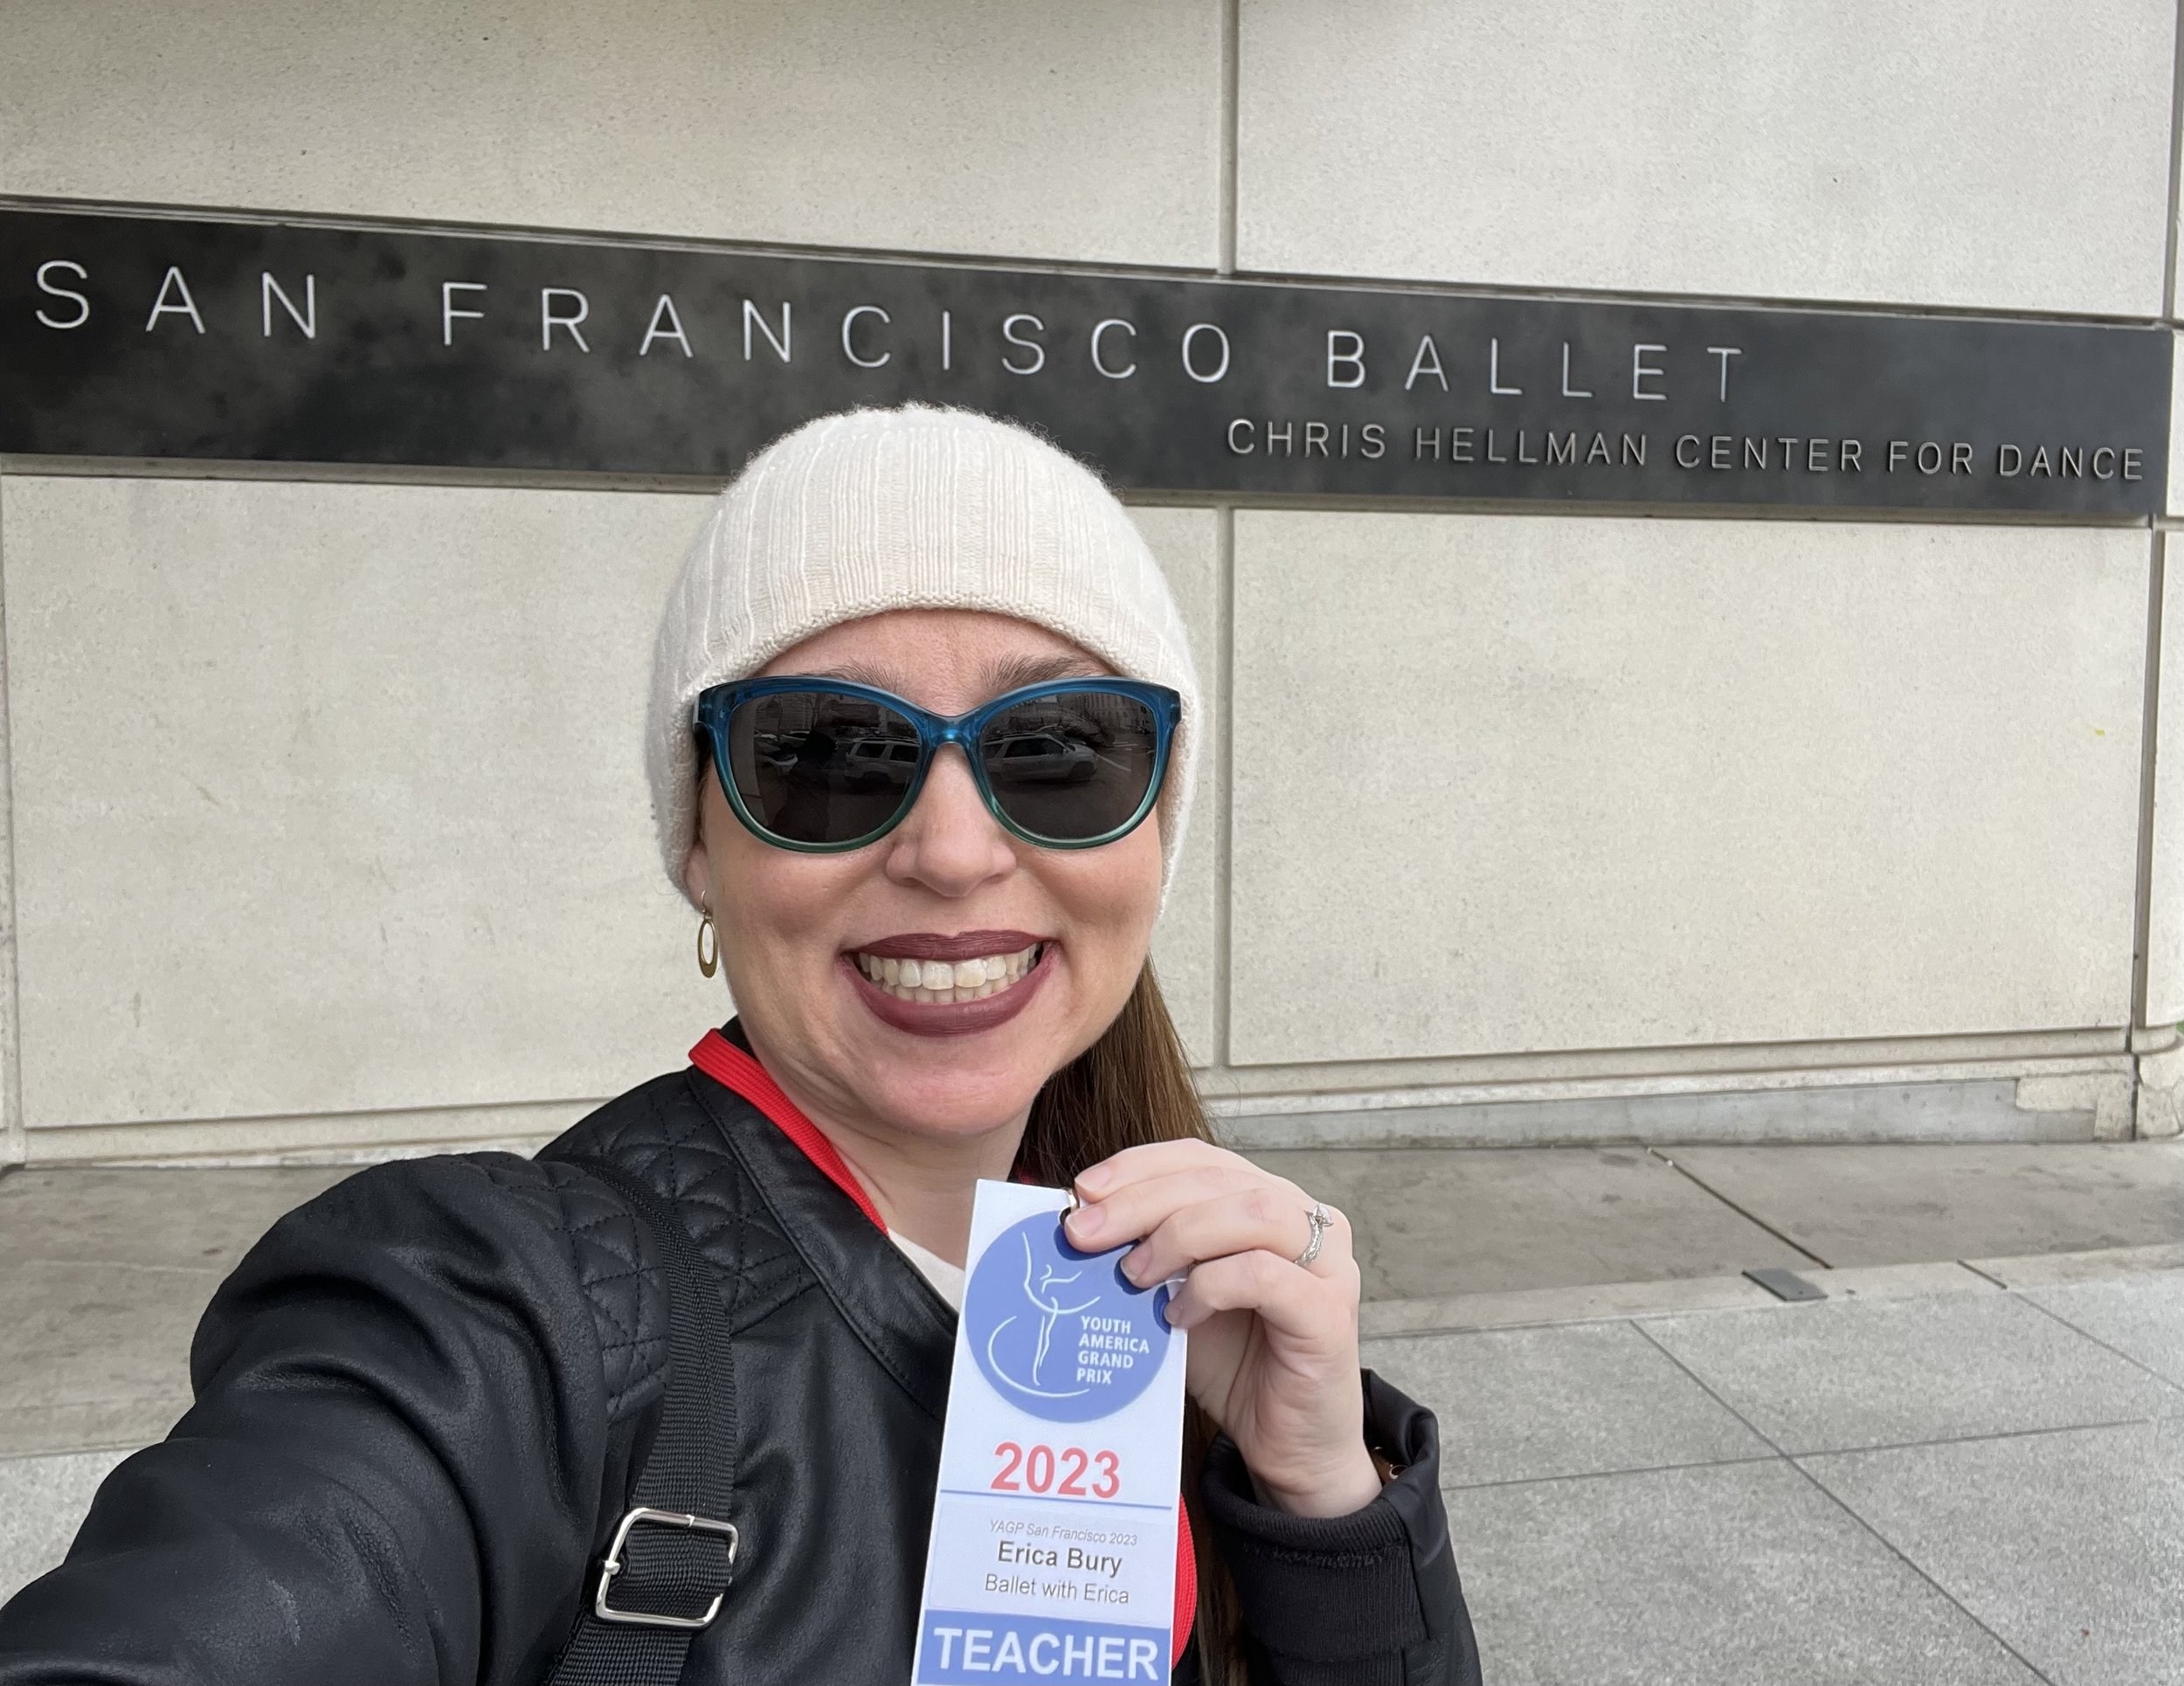 SAN FRANCISCO BALLET
CHRIS HELLMAN CENTER FOR DANCE
YOUTH
AMERICA
GRAND
PRIX
2023
YAGP San Francisco 2023
Erica Bury
Ballet with Erica
TEACHER